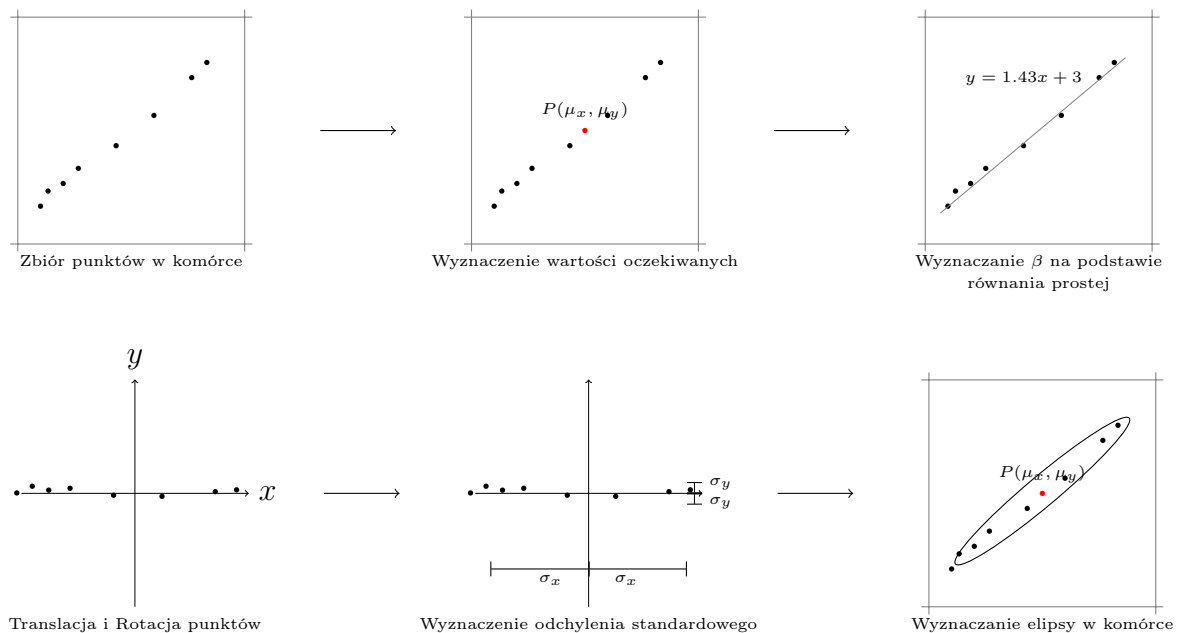 P(μ_x, μ_y)
y = 1.43x + 3
Zbiór punktów w komórce
Wyznaczenie wartości oczekiwanych
Wyznaczanie β na podstawie
równania prostej
y
x
σ_y
σ_y
σ_x
σ_x
P(μ_x, μ_y)
Translacja i Rotacja punktów
Wyznaczenie odchylenia standardowego
Wyznaczanie elipsy w komórce